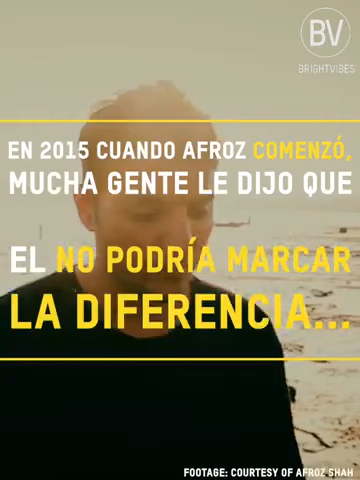 BV
BRIGHTVIBES
EN 2015 CUANDO AFROZ COMENZÓ,
MUCHA GENTE LE DIJO QUE
EL NO PODRÍA MARCAR
LA DIFERENCIA...
FOOTAGE: COURTESY OF AFROZ SHAH